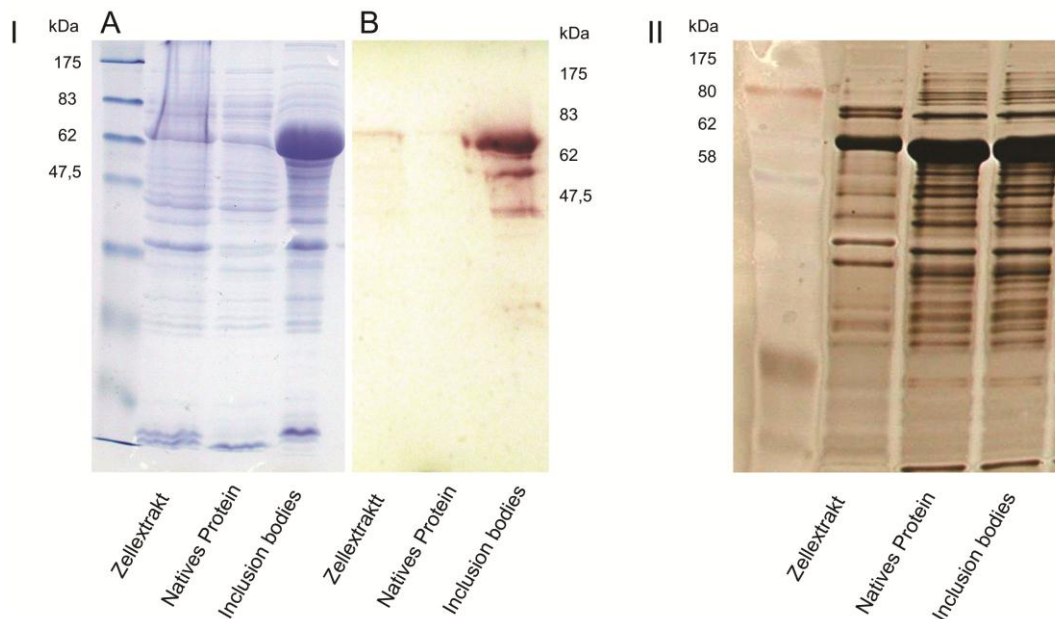 I
A
B
II
kDa
175
83
62
47,5
kDa
175
83
62
47,5
kDa
175
80
62
58
Zellextrakt
Natives Protein
Inclusion bodies
Zellextraktt
Natives Protein
Inclusion bodies
Zellextrakt
Natives Protein
Inclusion bodies